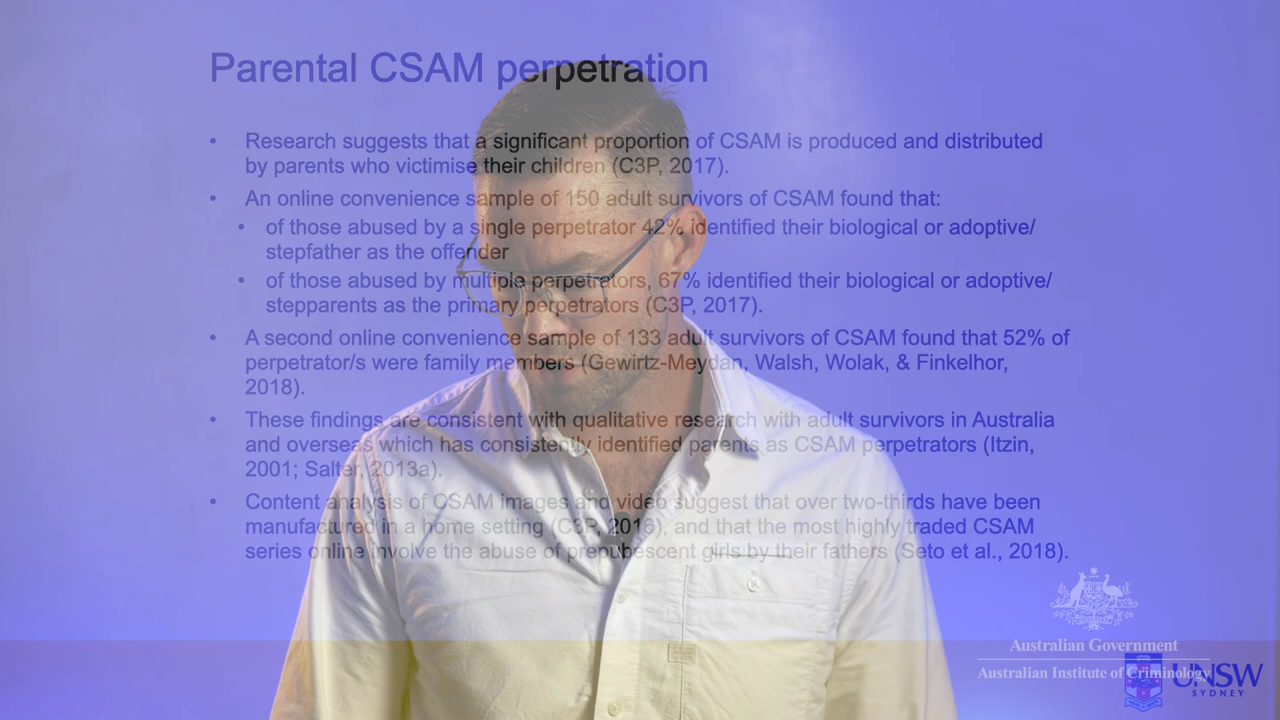 Parental CSAM perpetration
• Research suggests that a significant proportion of CSAM is produced and distributed
by parents who victimise their children (C3P, 2017).
• An online convenience sample of 150 adult survivors of CSAM found that:
• of those abused by a single perpetrator 42% identified their biological or adoptive/
stepfather as the offender
• of those abused by multiple perpetrators, 67% identified their biological or adoptive/
stepparents as the primary perpetrators (C3P, 2017).
• A second online convenience sample of 133 adult survivors of CSAM found that 52% of
perpetrator/s were family members (Gewirtz-Meydan, Walsh, Wolak, & Finkelhor,
2018).
• These findings are consistent with qualitative research with adult survivors in Australia
and overseas which has consistently identified parents as CSAM perpetrators (Itzin,
2001; Salter, 2013a).
• Content analysis of CSAM images and video suggest that over two-thirds have been
manufactured in a home setting (C3P, 2016), and that the most highly traded CSAM
series online involve the abuse of prepubescent girls by their fathers (Seto et al., 2018).
Australian Government
Australian Institute of Criminology
UNSW
SYDNEY